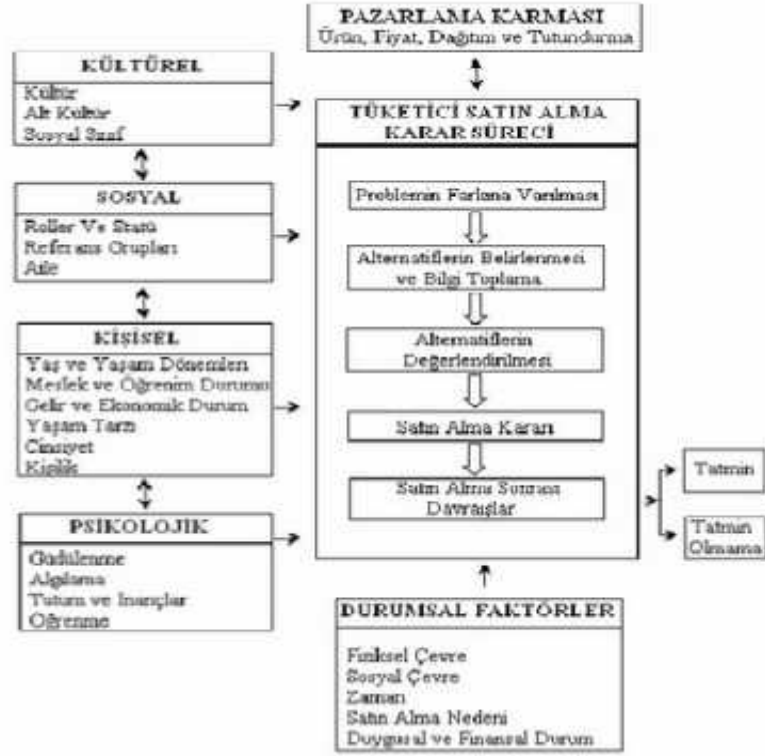 PAZARLAMA KARMASI
Ürün, Fiyat, Dağıtım ve Tutundurma
KÜLTÜREL
Kültür
Alt Kültür
Sosyal Sınıf
SOSYAL
Roller Ve Statü
Referans Grupları
Aile
KİŞİSEL
Yaş ve Yaşam Dönemleri
Meslek ve Öğrenim Durumu
Gelir ve Ekonomik Durum
Yaşam Tarzı
Cinsiyet
Kişilik
PSİKOLOJİK
Güdülenme
Algılama
Tutum ve İnançlar
Öğrenme
TÜKETİCİ SATIN ALMA
KARAR SÜRECİ
Problemin Farkına Varılması
Alternatiflerin Belirlenmesi
ve Bilgi Toplama
Alternatiflerin
Değerlendirilmesi
Satın Alma Kararı
Satın Alma Sonrası
Davranışlar
Tatmin
Tatmin
Olmama
DURUMSAL FAKTÖRLER
Fiziksel Çevre
Sosyal Çevre
Zaman
Satın Alma Nedeni
Duygusal ve Finansal Durum